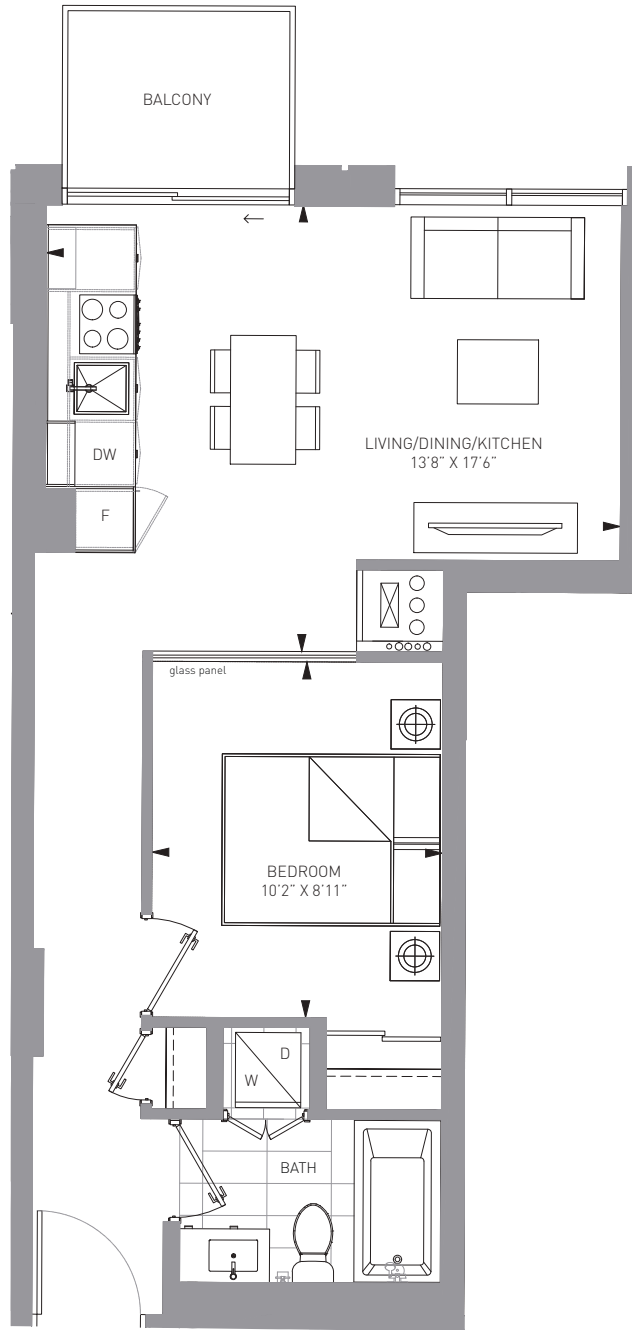 BALCONY
DW
F
LIVING/DINING/KITCHEN
13'8" X 17'6"
glass panel
BEDROOM
10'2" X 8'11"
D
W
BATH